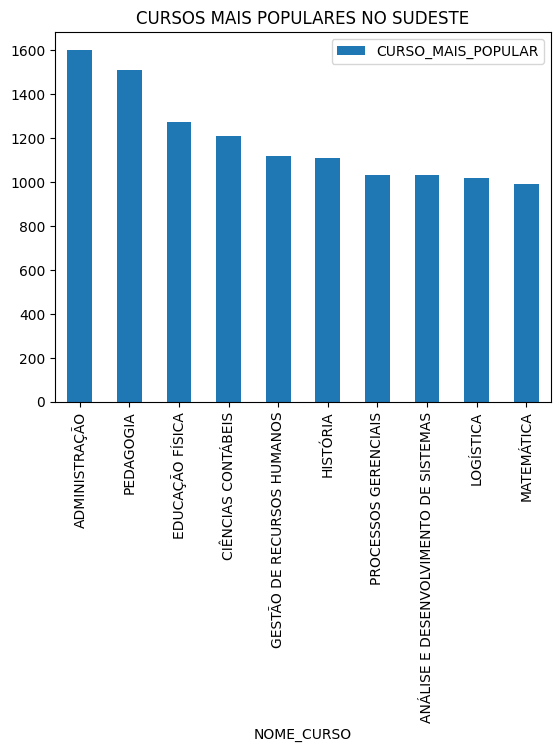 CURSOS MAIS POPULARES NO SUDESTE
CURSO_MAIS_POPULAR
1600
1400
1200
1000
800
600
400
200
0
ADMINISTRAÇÃO
PEDAGOGIA
EDUCAÇÃO FÍSICA
CIÊNCIAS CONTÁBEIS
GESTÃO DE RECURSOS HUMANOS
HISTÓRIA
PROCESSOS GERENCIAIS
ANÁLISE E DESENVOLVIMENTO DE SISTEMAS
LOGÍSTICA
MATEMÁTICA
NOME_CURSO